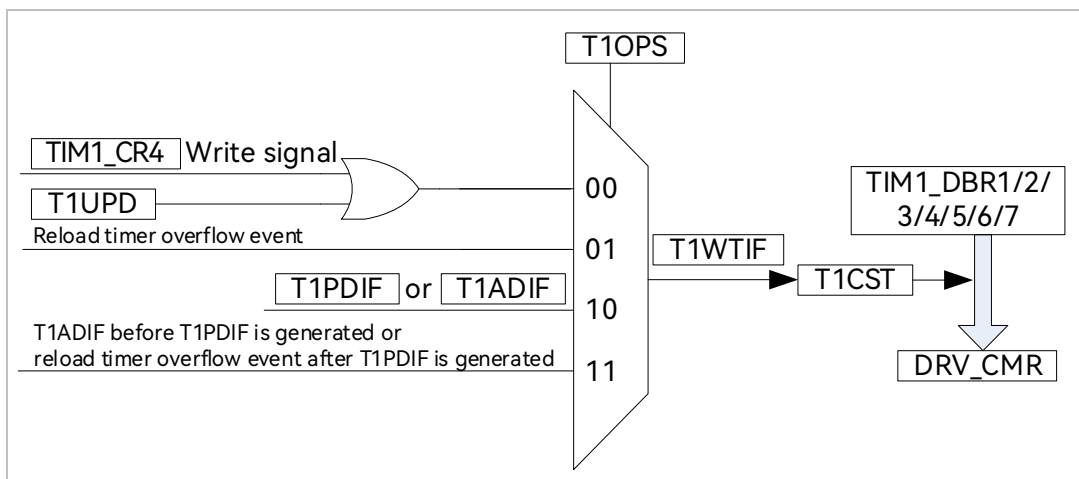 T1OPS
TIM1_CR4 Write signal
T1UPD
Reload timer overflow event
T1PDIF or T1ADIF
T1ADIF before T1PDIF is generated or
reload timer overflow event after T1PDIF is generated
00
01
10
11
T1WTIF
T1CST
TIM1_DBR1/2/
3/4/5/6/7
DRV_CMR